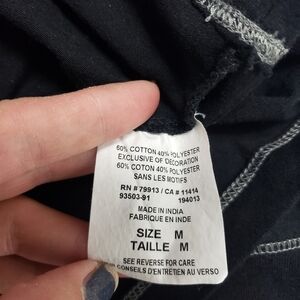 60% COTTON 40% POLYESTER
EXCLUSIVE OF DECORATION
60% COTTON 40% POLYESTER
SANS LES MOTIFS
RN # 79913 / CA # 11414
93503-91 194013
MADE IN INDIA
FABRIQUE EN INDE
SIZE M
TAILLE M
SEE REVERSE FOR CARE
CONSEILS D'ENTRETIEN AU VERSO